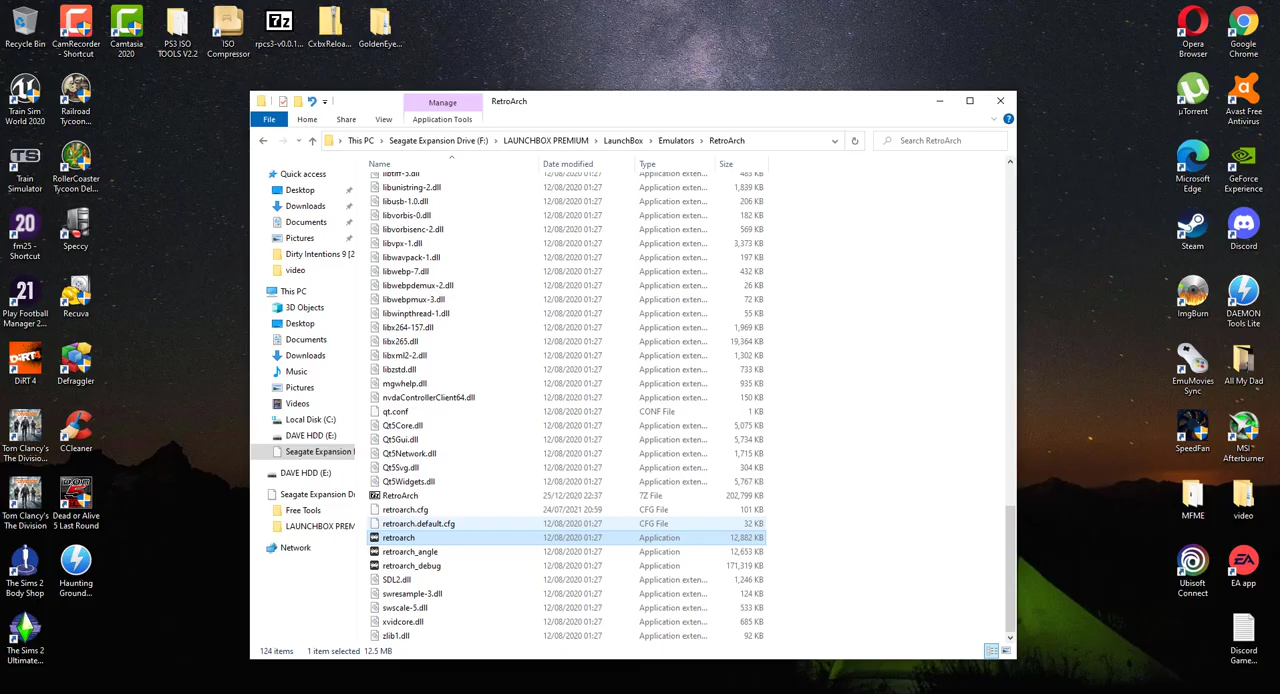 Recycle Bin
CamRecorder - Shortcut
Camtasia 2020
PS3 ISO TOOLS V2.2
ISO Compressor
rpcs3-v0.0.1...
CxbxReloa...
GoldenEye...
Train Sim World 2020
Railroad Tycoon...
Train Simulator
RollerCoaster Tycoon Del...
fm25 - Shortcut
Speccy
Play Football Manager 2...
Recuva
DiRT 4
Defraggler
Tom Clancy's The Divisio...
CCleaner
Tom Clancy's The Division
Dead or Alive 5 Last Round
The Sims 2 Body Shop
Haunting Ground...
The Sims 2 Ultimate...
Manage
RetroArch
File
Home
Share
View
Application Tools
This PC
Seagate Expansion Drive (F:)
LAUNCHBOX PREMIUM
LaunchBox
Emulators
RetroArch
Search RetroArch
Quick access
Desktop
Downloads
Documents
Pictures
Dirty Intentions 9 [2
video
This PC
3D Objects
Desktop
Documents
Downloads
Music
Pictures
Videos
Local Disk (C:)
DAVE HDD (E:)
Seagate Expansion
DAVE HDD (E:)
Seagate Expansion Dr
Free Tools
LAUNCHBOX PREM
Network
Name Date modified Type Size
libtiff-5.dll 12/08/2020 01:27 Application exten... 485 KB
libunistring-2.dll 12/08/2020 01:27 Application exten... 1,839 KB
libusb-1.0.dll 12/08/2020 01:27 Application exten... 206 KB
libvorbis-0.dll 12/08/2020 01:27 Application exten... 182 KB
libvorbisenc-2.dll 12/08/2020 01:27 Application exten... 569 KB
libvpx-1.dll 12/08/2020 01:27 Application exten... 3,373 KB
libwavpack-1.dll 12/08/2020 01:27 Application exten... 197 KB
libwebp-7.dll 12/08/2020 01:27 Application exten... 432 KB
libwebpdemux-2.dll 12/08/2020 01:27 Application exten... 26 KB
libwebpmux-3.dll 12/08/2020 01:27 Application exten... 72 KB
libwinpthread-1.dll 12/08/2020 01:27 Application exten... 55 KB
libx264-157.dll 12/08/2020 01:27 Application exten... 1,969 KB
libx265.dll 12/08/2020 01:27 Application exten... 19,364 KB
libxml2-2.dll 12/08/2020 01:27 Application exten... 1,302 KB
libzstd.dll 12/08/2020 01:27 Application exten... 733 KB
mgwhelp.dll 12/08/2020 01:27 Application exten... 935 KB
nvdaControllerClient64.dll 12/08/2020 01:27 Application exten... 150 KB
qt.conf 12/08/2020 01:27 CONF File 1 KB
Qt5Core.dll 12/08/2020 01:27 Application exten... 5,075 KB
Qt5Gui.dll 12/08/2020 01:27 Application exten... 5,734 KB
Qt5Network.dll 12/08/2020 01:27 Application exten... 1,715 KB
Qt5Svg.dll 12/08/2020 01:27 Application exten... 304 KB
Qt5Widgets.dll 12/08/2020 01:27 Application exten... 5,767 KB
RetroArch 25/12/2020 22:37 7Z File 202,799 KB
retroarch.cfg 24/07/2021 20:59 CFG File 101 KB
retroarch.default.cfg 12/08/2020 01:27 CFG File 32 KB
retroarch 12/08/2020 01:27 Application 12,882 KB
retroarch_angle 12/08/2020 01:27 Application 12,653 KB
retroarch_debug 12/08/2020 01:27 Application 171,319 KB
SDL2.dll 12/08/2020 01:27 Application exten... 1,246 KB
swresample-3.dll 12/08/2020 01:27 Application exten... 124 KB
swscale-5.dll 12/08/2020 01:27 Application exten... 533 KB
xvidcore.dll 12/08/2020 01:27 Application exten... 685 KB
zlib1.dll 12/08/2020 01:27 Application exten... 92 KB
124 items 1 item selected 12.5 MB
Opera Browser
Google Chrome
µTorrent
Avast Free Antivirus
Microsoft Edge
GeForce Experience
Steam
Discord
ImgBurn
DAEMON Tools Lite
EmuMovies Sync
All My Dad
SpeedFan
MSI Afterburner
MFME
video
Ubisoft Connect
EA app
Discord Game...